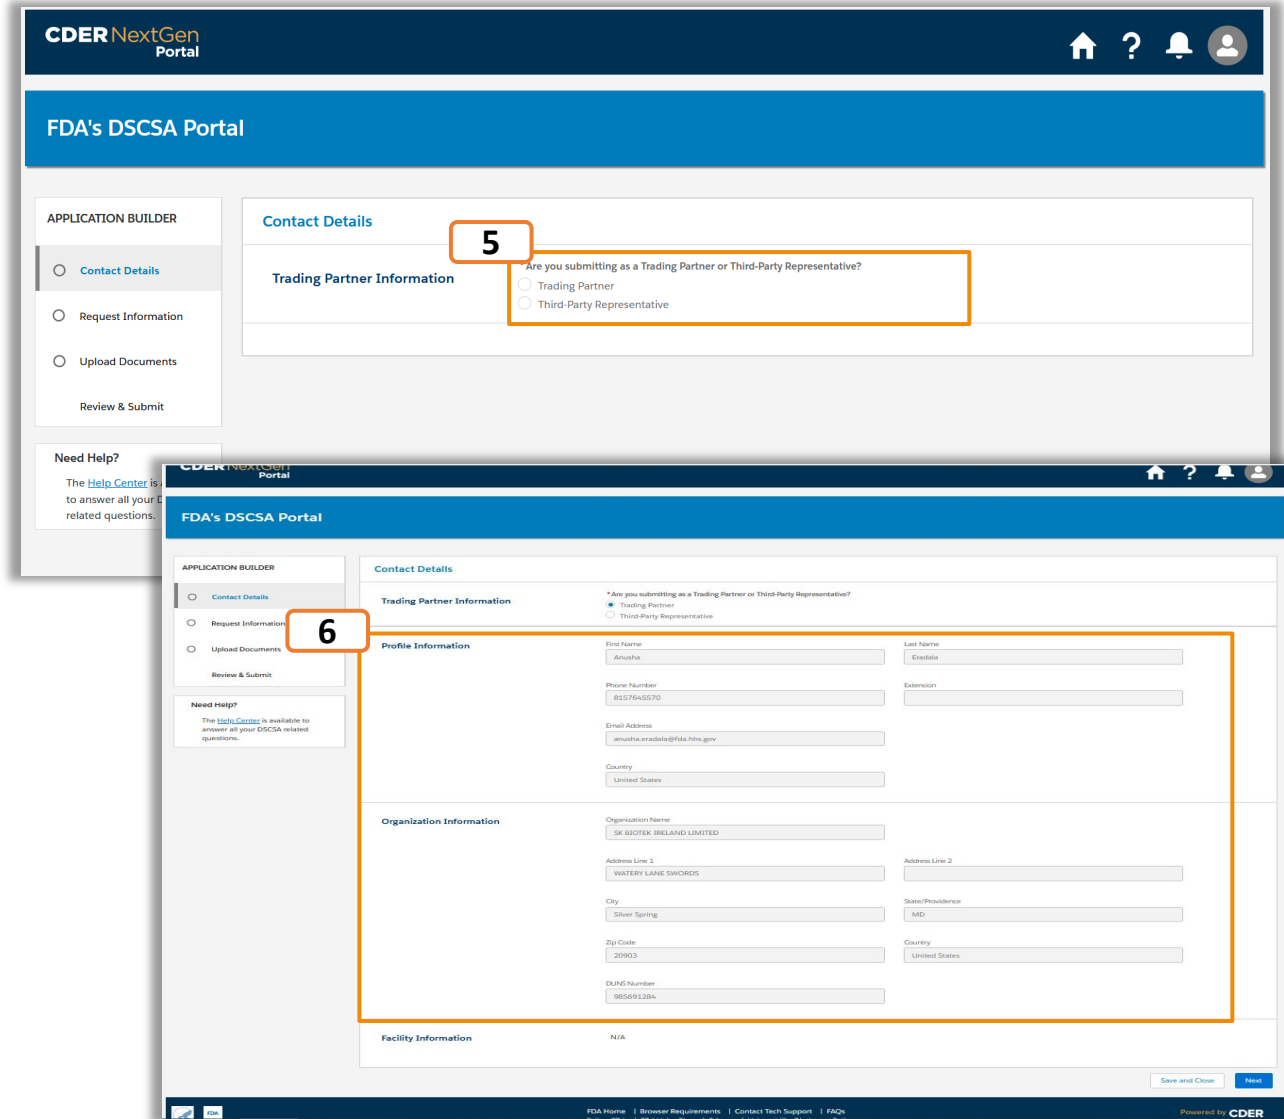 CDER NextGen
Portal
FDA's DSCSA Portal
APPLICATION BUILDER
Contact Details
Request Information
Upload Documents
Review & Submit
Need Help?
The Help Center is
to answer all your
related questions.
Contact Details
5
Trading Partner Information
*Are you submitting as a Trading Partner or Third-Party Representative?
Trading Partner
Third-Party Representative
CDER NextGen
Portal
FDA's DSCSA Portal
APPLICATION BUILDER
Contact Details
Request Information
Upload Documents
Review & Submit
Need Help?
The Help Center is available to
answer all your DSCSA related
questions.
Contact Details
Trading Partner Information
*Are you submitting as a Trading Partner or Third-Party Representative?
Trading Partner
Third-Party Representative
6
Profile Information
First Name
Anusha
Last Name
Eradala
Phone Number
8157645570
Extension
Email Address
anusha.eradala@fda.hhs.gov
Country
United States
Organization Information
Organization Name
SK BIOTEK IRELAND LIMITED
Address Line 1
WATERY LANE SWORDS
Address Line 2
City
Silver Spring
State/Providence
MD
Zip Code
20903
Country
United States
DUNS Number
985691284
Facility Information
N/A
Save and Close
Next
FDA
FDA Home | Browser Requirements | Contact Tech Support | FAQs
Powered by CDER